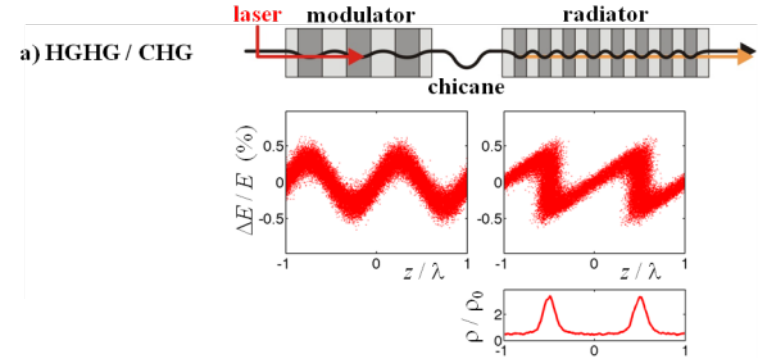 laser
modulator
radiator
a) HGHG / CHG
chicane
ΔE / E (%)
0.5
0
-0.5
-1
0
1
z / λ
0.5
0
-0.5
-1
0
1
z / λ
ρ / ρ₀
2
0
-1
0
1